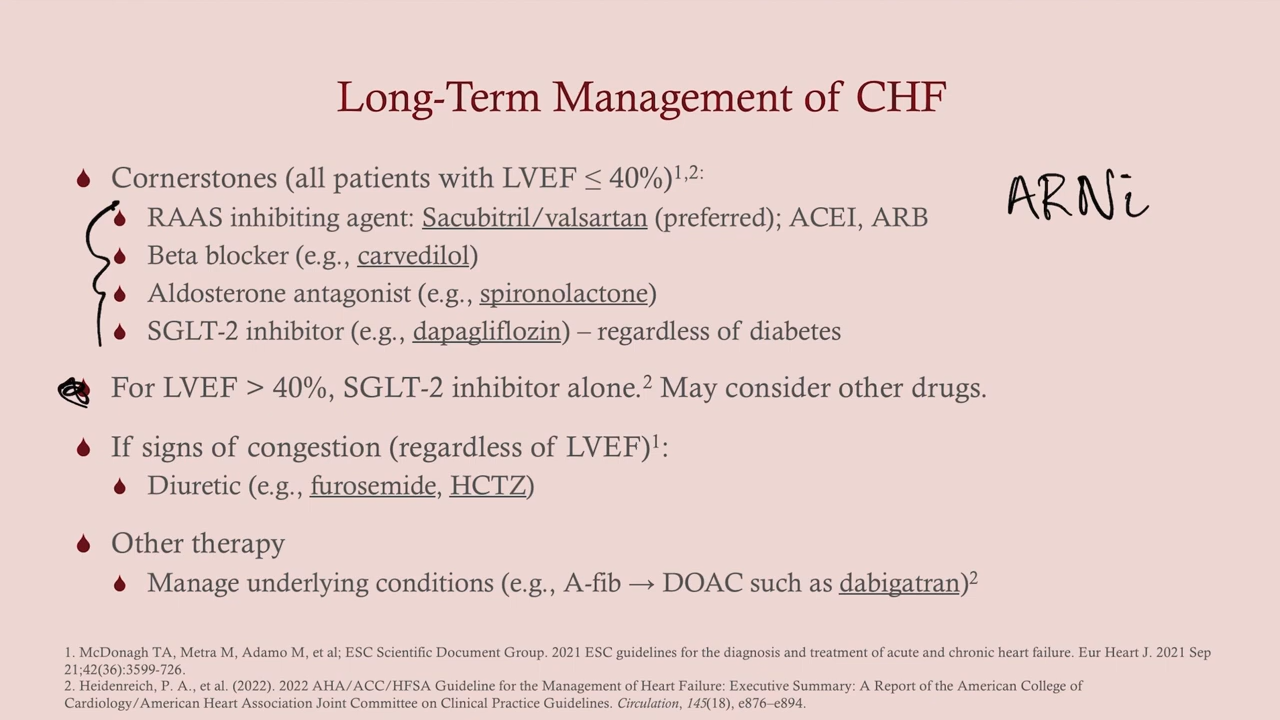 Long-Term Management of CHF
Cornerstones (all patients with LVEF ≤ 40%)1,2:
ARNi
RAAS inhibiting agent: Sacubitril/valsartan (preferred); ACEI, ARB
Beta blocker (e.g., carvedilol)
Aldosterone antagonist (e.g., spironolactone)
SGLT-2 inhibitor (e.g., dapagliflozin) – regardless of diabetes
For LVEF > 40%, SGLT-2 inhibitor alone.2 May consider other drugs.
If signs of congestion (regardless of LVEF)1:
Diuretic (e.g., furosemide, HCTZ)
Other therapy
Manage underlying conditions (e.g., A-fib → DOAC such as dabigatran)2
1. McDonagh TA, Metra M, Adamo M, et al; ESC Scientific Document Group. 2021 ESC guidelines for the diagnosis and treatment of acute and chronic heart failure. Eur Heart J. 2021 Sep
21;42(36):3599-726.
2. Heidenreich, P. A., et al. (2022). 2022 AHA/ACC/HFSA Guideline for the Management of Heart Failure: Executive Summary: A Report of the American College of
Cardiology/American Heart Association Joint Committee on Clinical Practice Guidelines. Circulation, 145(18), e876–e894.